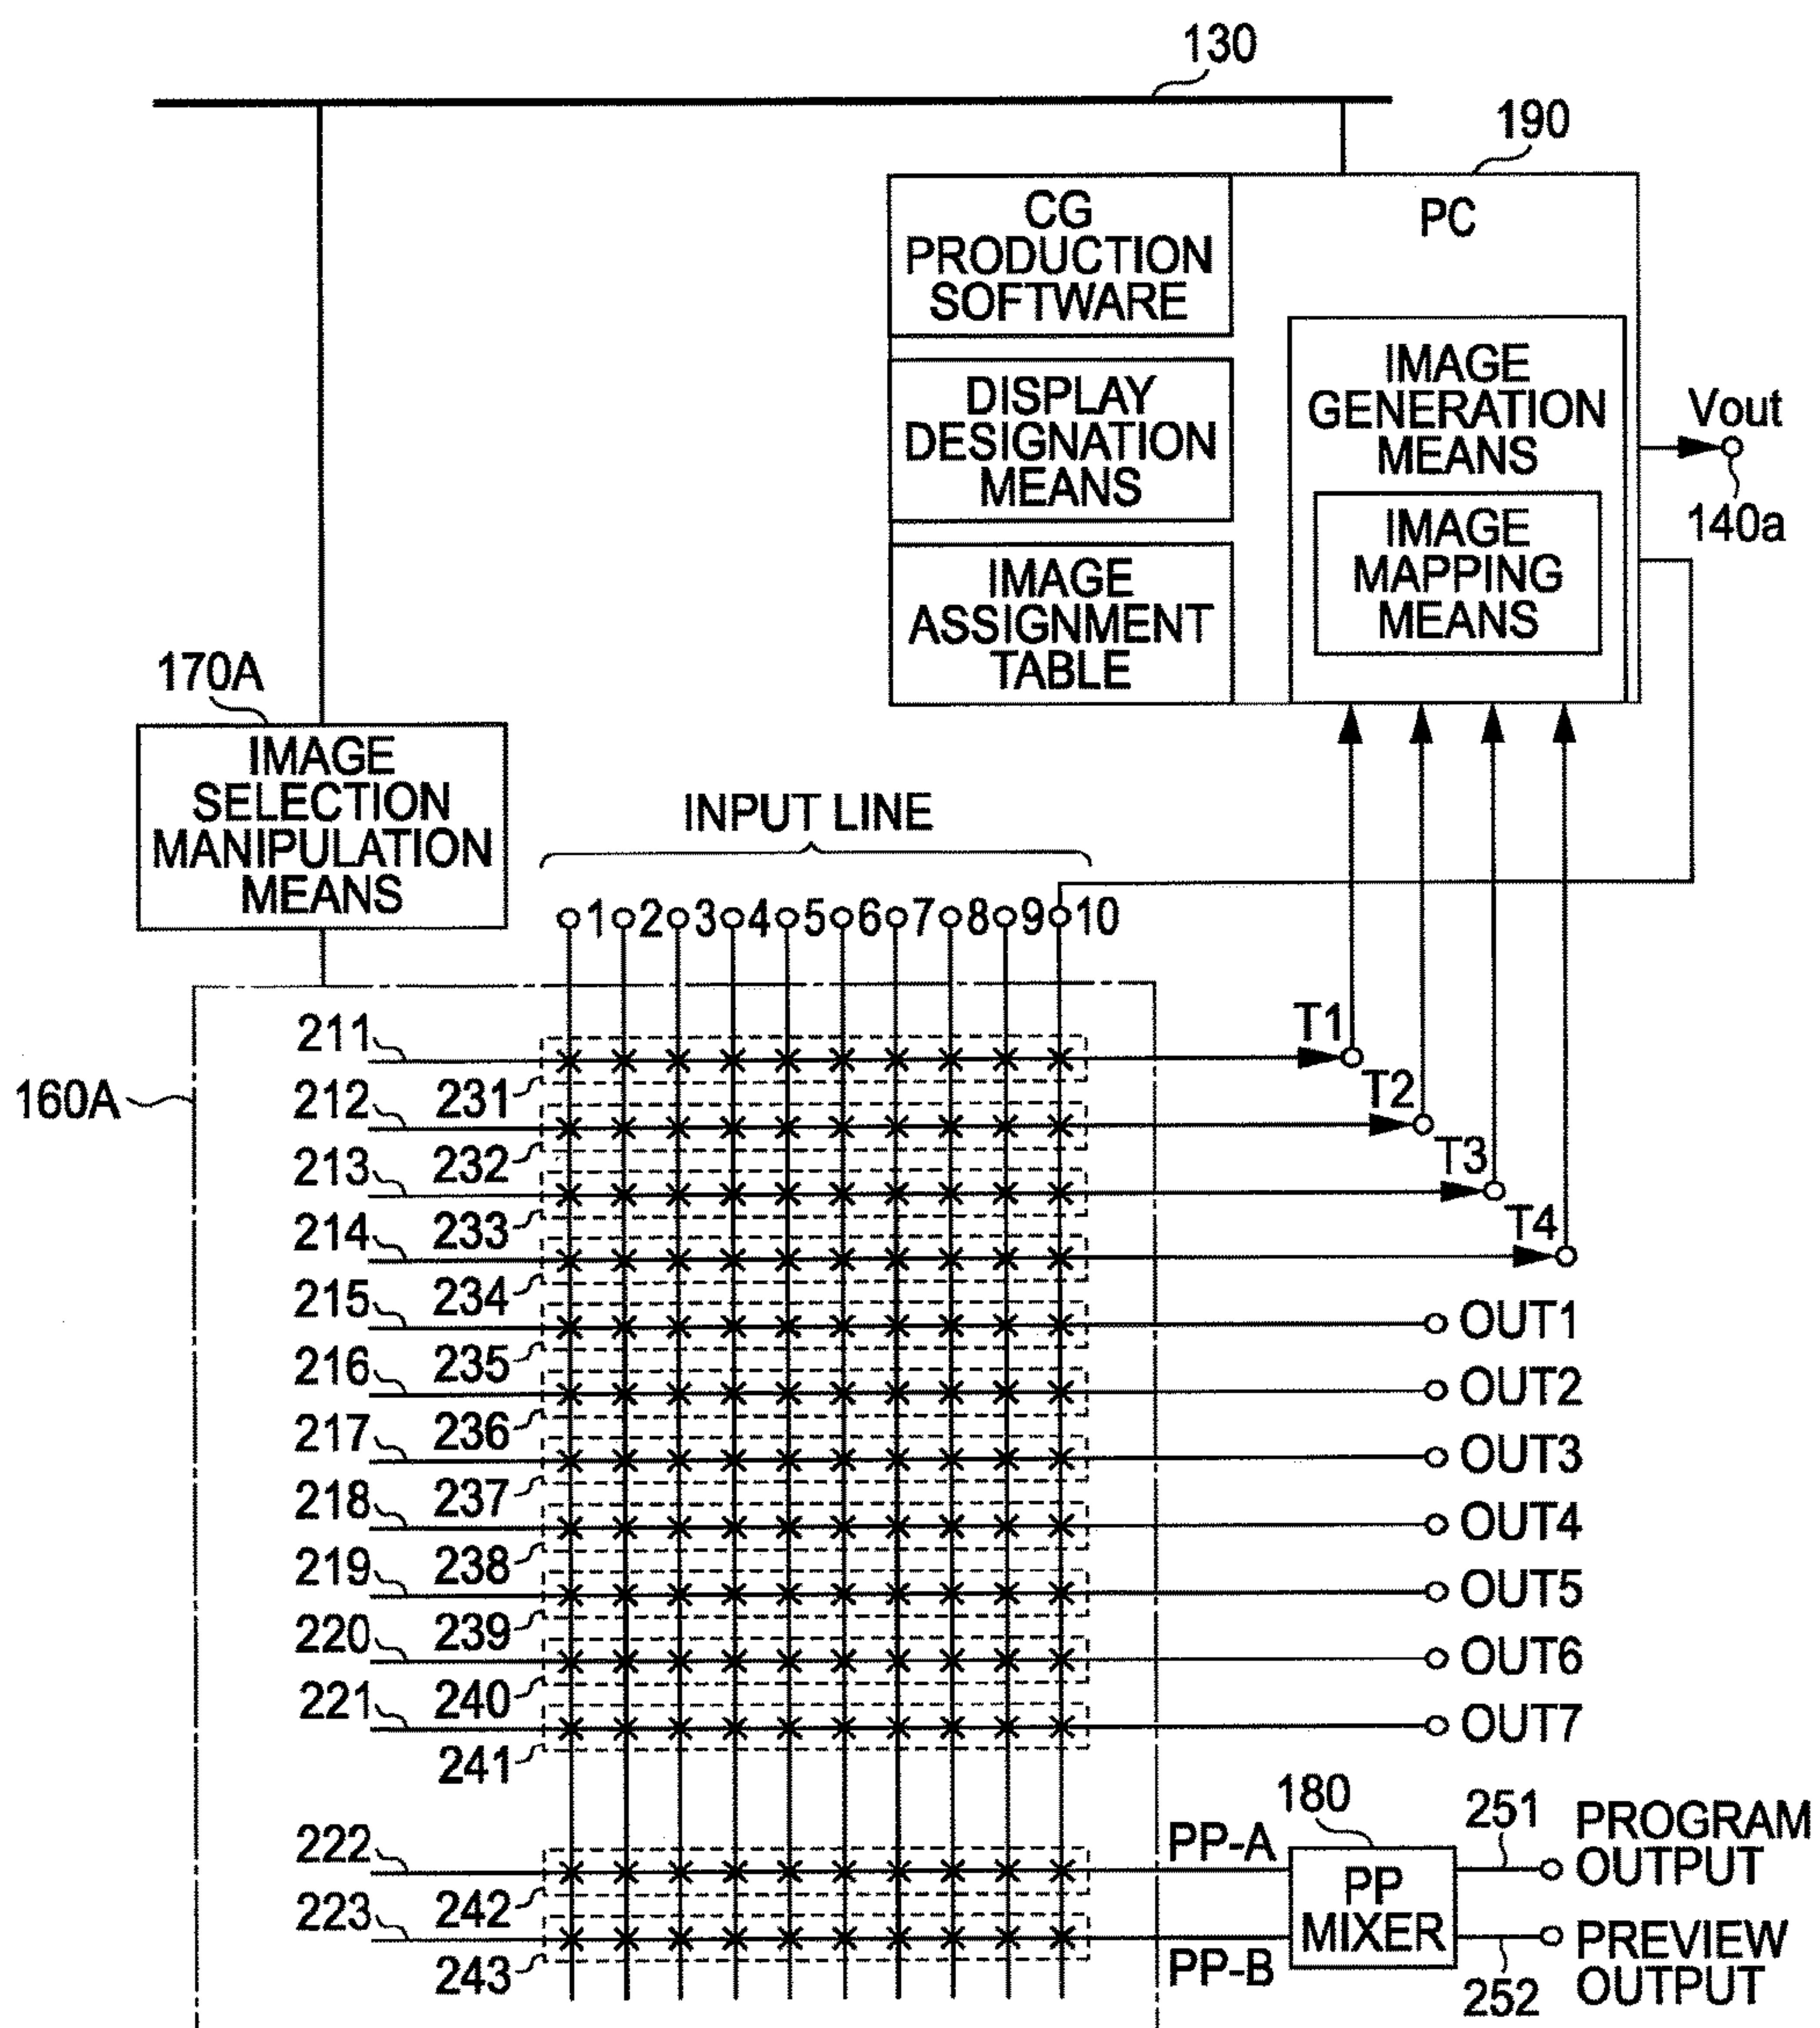 130
190
CG
PRODUCTION
SOFTWARE
PC
DISPLAY
DESIGNATION
MEANS
IMAGE
GENERATION
MEANS
Vout
140a
IMAGE
MAPPING
MEANS
IMAGE
ASSIGNMENT
TABLE
170A
IMAGE
SELECTION
MANIPULATION
MEANS
INPUT LINE
1 2 3 4 5 6 7 8 9 10
160A
211
231
T1
212
232
T2
213
233
T3
214
234
T4
215
235
OUT1
216
236
OUT2
217
237
OUT3
218
238
OUT4
219
239
OUT5
220
240
OUT6
221
241
OUT7
222
242
PP-A
223
243
PP-B
180
PP
MIXER
251
PROGRAM
OUTPUT
252
PREVIEW
OUTPUT